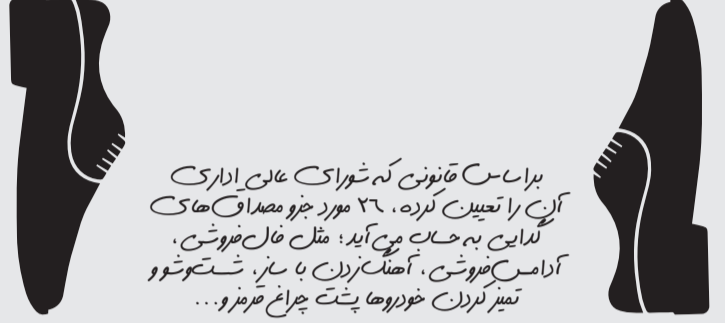 براساس قانونی که شورای عالی اداری
آن را تعیین کرده، ۲۶ مورد جزو مصداق‌های
گدایی به حساب می‌آید؛ مثل فال‌فروشی،
آدامس‌فروشی، آهنگ‌زدن با ساز، شست‌وشو و
تمیز کردن خودروها پشت چراغ قرمز و...